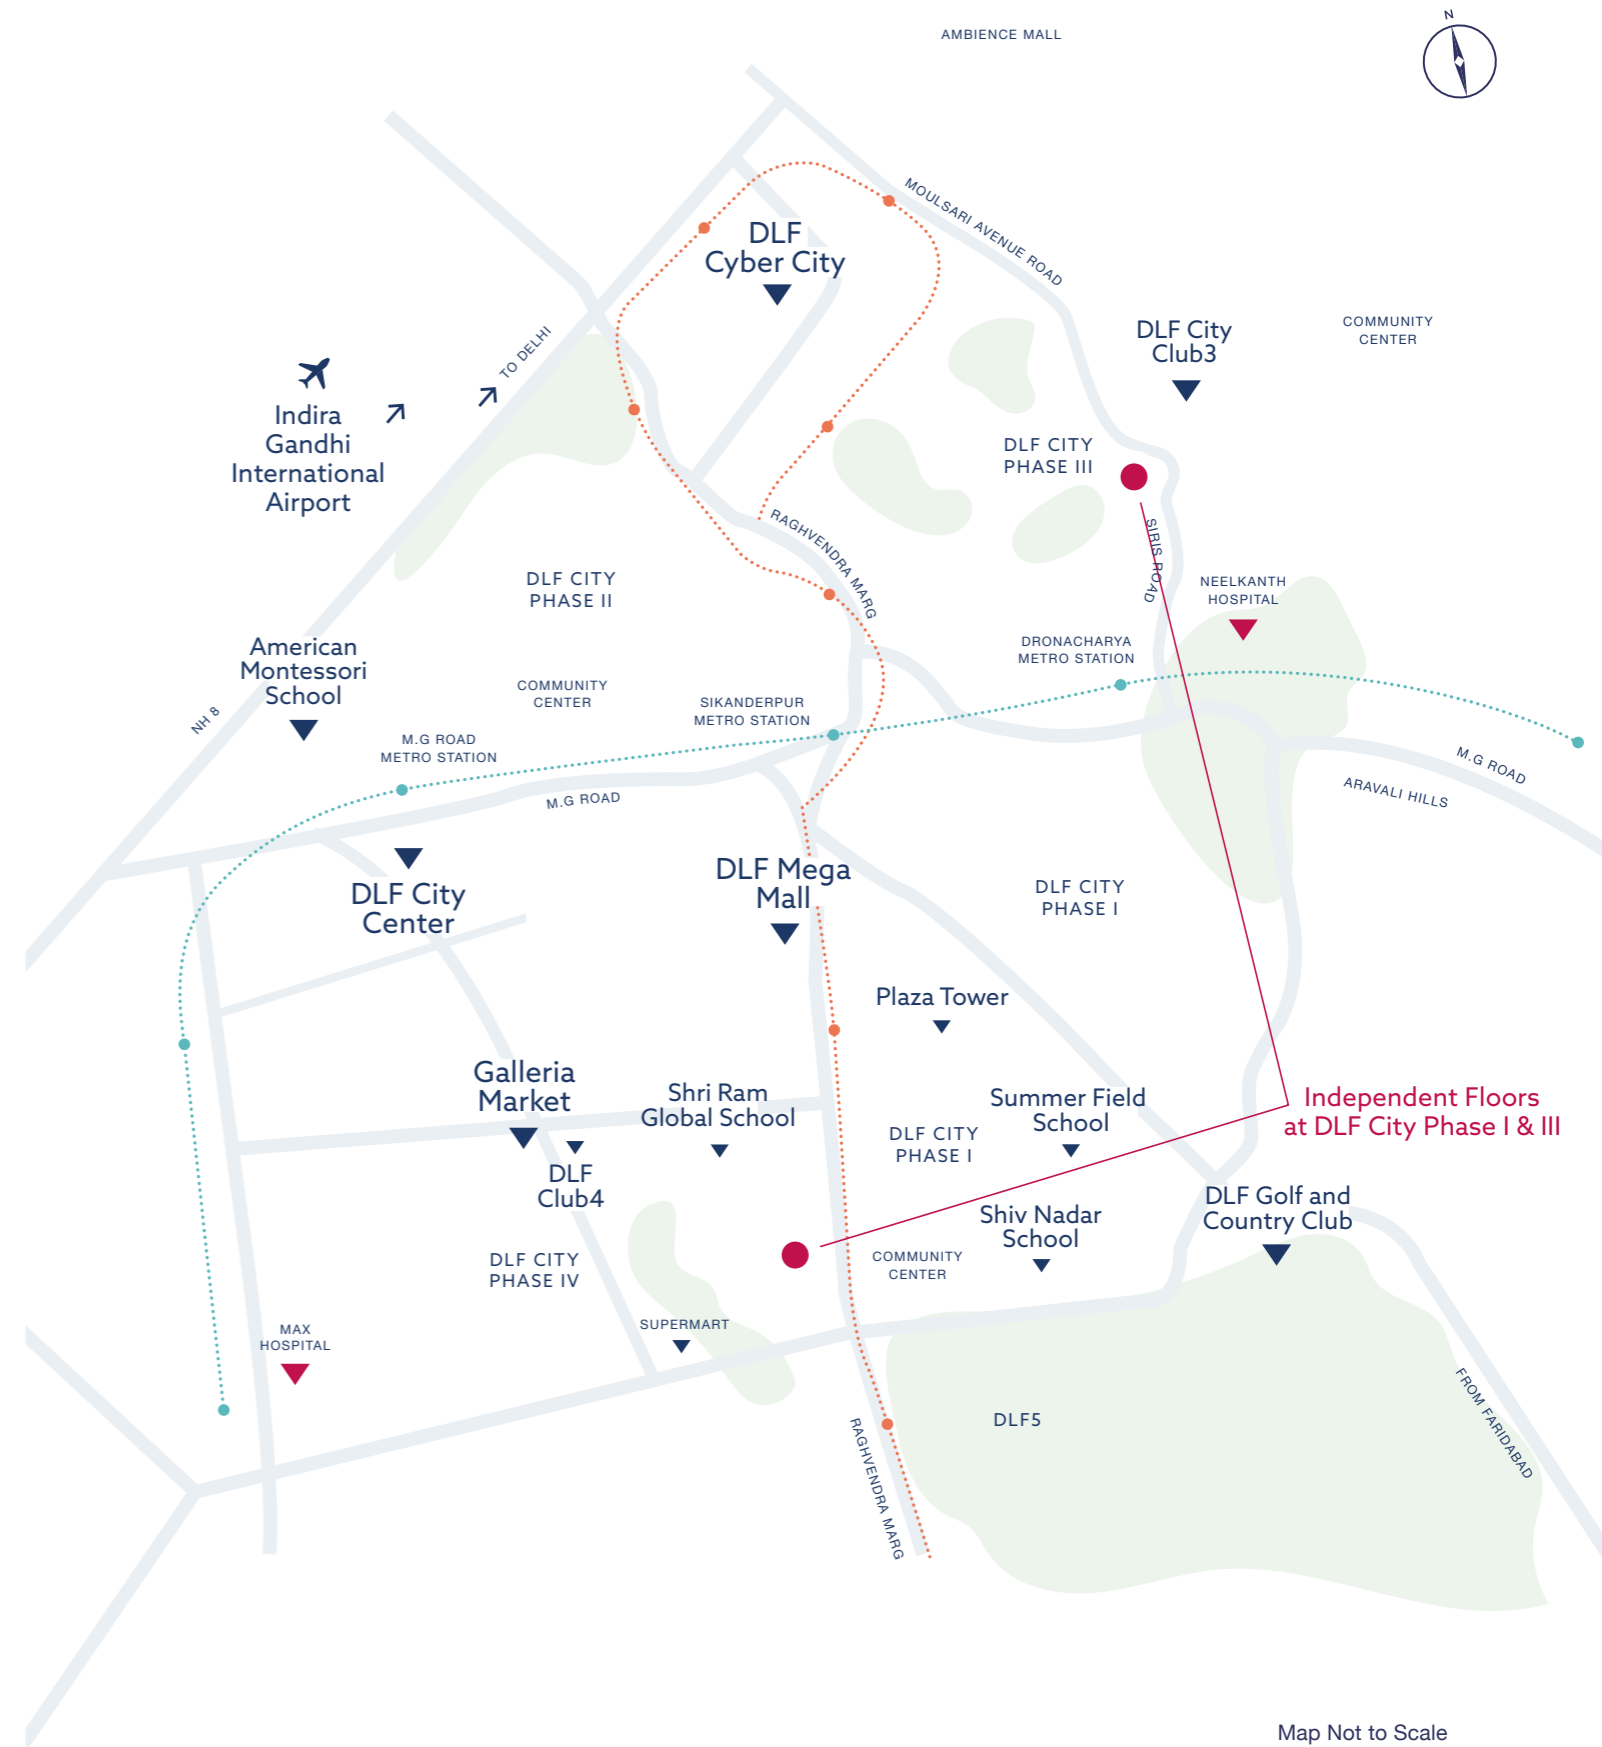 N
AMBIENCE MALL
MOULSARI AVENUE ROAD
DLF
Cyber City
DLF City
Club3
COMMUNITY
CENTER
TO DELHI
Indira
Gandhi
International
Airport
DLF CITY
PHASE III
RAGHVENDRA MARG
SIRIS ROAD
DLF CITY
PHASE II
NEELKANTH
HOSPITAL
American
Montessori
School
DRONACHARYA
METRO STATION
COMMUNITY
CENTER
SIKANDERPUR
METRO STATION
NH 8
M.G ROAD
METRO STATION
M.G ROAD
M.G ROAD
ARAVALI HILLS
DLF City
Center
DLF Mega
Mall
DLF CITY
PHASE I
Plaza Tower
Galleria
Market
Shri Ram
Global School
Summer Field
School
Independent Floors
at DLF City Phase I & III
DLF CITY
PHASE I
DLF
Club4
DLF Golf and
Country Club
Shiv Nadar
School
DLF CITY
PHASE IV
COMMUNITY
CENTER
SUPERMART
MAX
HOSPITAL
FROM FARIDABAD
DLF5
RAGHVENDRA MARG
Map Not to Scale